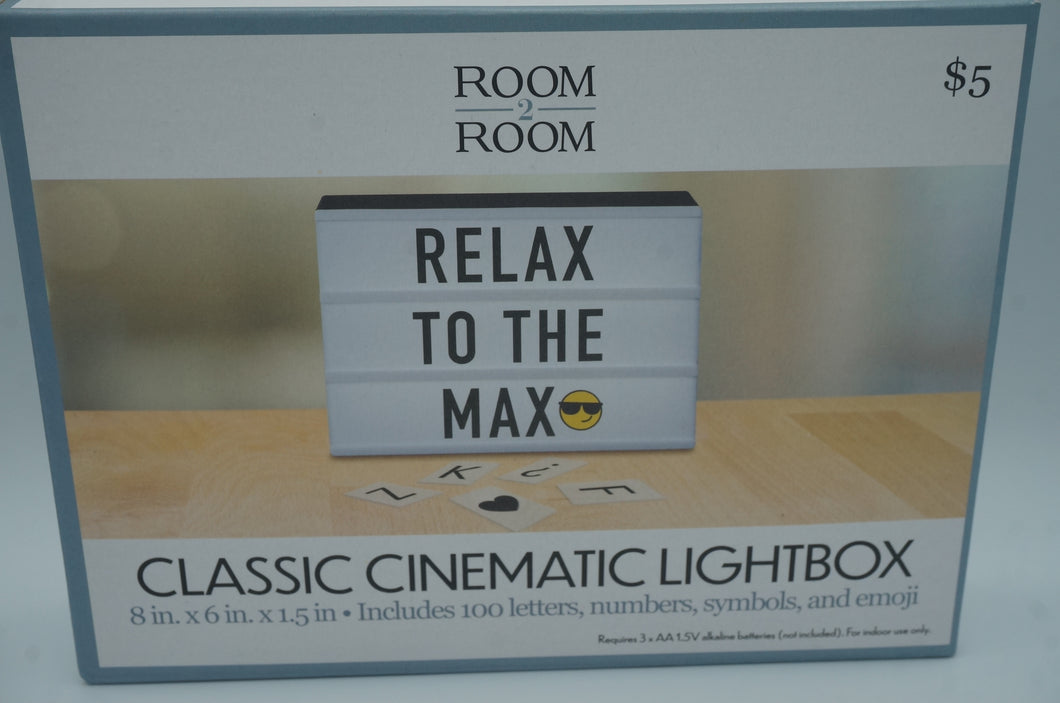 ROOM
2
ROOM
$5
RELAX
TO THE
MAX😎
K ¿
Z ♥ F
CLASSIC CINEMATIC LIGHTBOX
8 in. x 6 in. x 1.5 in • Includes 100 letters, numbers, symbols, and emoji
Requires 3 x AA 1.5V alkaline batteries (not included). For indoor use only.